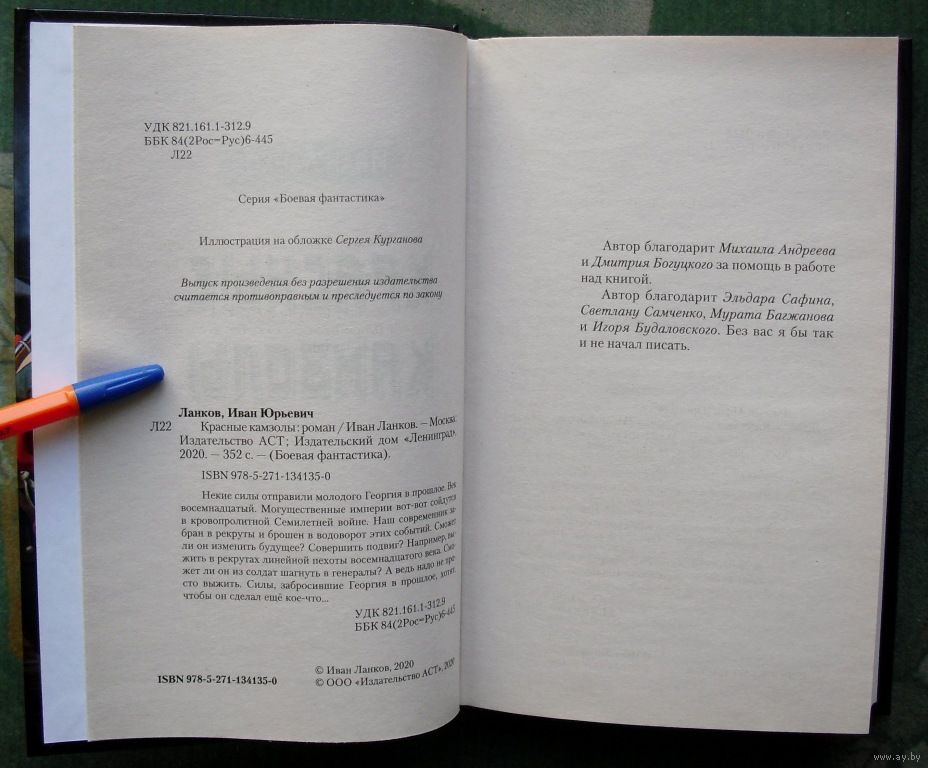 УДК 821.161.1-312.9
ББК 84(2Рос=Рус)6-445
Л22
Серия «Боевая фантастика»
Иллюстрация на обложке Сергея Курганова
Выпуск произведения без разрешения издательства
считается противоправным и преследуется по закону
Ланков, Иван Юрьевич
Л22 Красные камзолы : роман / Иван Ланков. — Москва:
Издательство АСТ ; Издательский дом «Ленинград»,
2020. — 352 с. — (Боевая фантастика).
ISBN 978-5-271-134135-0
Некие силы отправили молодого Георгия в прошлое. Век
восемнадцатый. Могущественные империи вот-вот сойдутся
в кровопролитной Семилетней войне. Наш современник за-
бран в рекруты и брошен в водоворот этих событий. Сможет
ли он изменить будущее? Совершить подвиг? Например, вы-
жить в рекрутах линейной пехоты восемнадцатого века. Смо-
жет ли он из солдат шагнуть в генералы? А ведь надо не про-
сто выжить. Силы, забросившие Георгия в прошлое, хотят,
чтобы он сделал ещё кое-что...
УДК 821.161.1-312.9
ББК 84(2Рос=Рус)6-445
© Иван Ланков, 2020
ISBN 978-5-271-134135-0 © ООО «Издательство АСТ», 2020
Автор благодарит Михаила Андреева
и Дмитрия Богуцкого за помощь в работе
над книгой.
Автор благодарит Эльдара Сафина,
Светлану Самченко, Мурата Багжанова
и Игоря Будаловского. Без вас я бы так
и не начал писать.
www.ay.by